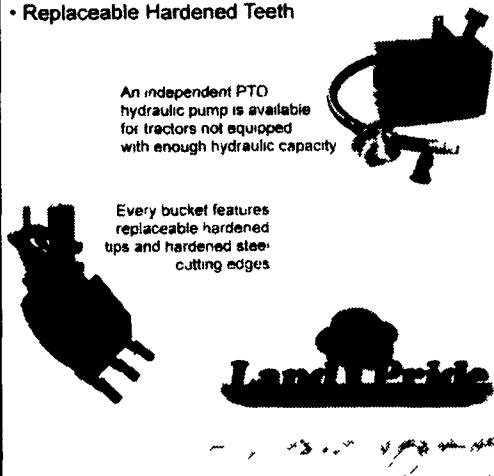 • Replaceable Hardened Teeth
An independent PTO
hydraulic pump is available
for tractors not equipped
with enough hydraulic capacity
Every bucket features
replaceable hardened
tips and hardened steel
cutting edges
Land Pride